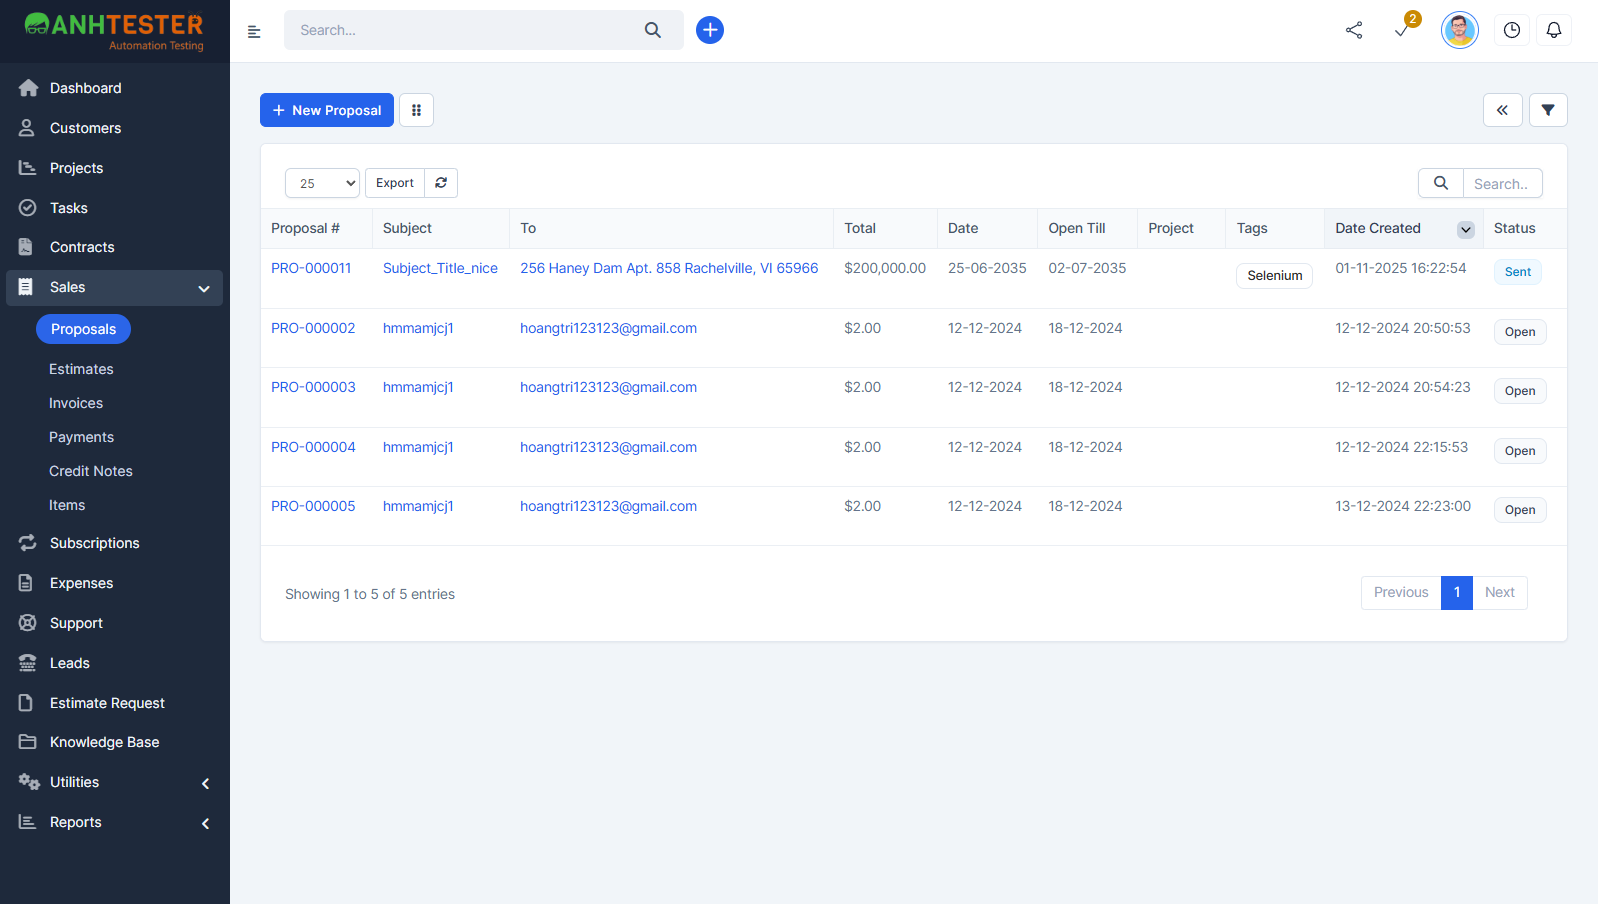 ANHTESTER
Automation Testing
Search...
2
Dashboard
Customers
Projects
Tasks
Contracts
Sales
Proposals
Estimates
Invoices
Payments
Credit Notes
Items
Subscriptions
Expenses
Support
Leads
Estimate Request
Knowledge Base
Utilities
Reports
New Proposal
25 Export Search..
Proposal # Subject To Total Date Open Till Project Tags Date Created Status
PRO-000011 Subject_Title_nice 256 Haney Dam Apt. 858 Rachelville, VI 65966 $200,000.00 25-06-2035 02-07-2035 Selenium 01-11-2025 16:22:54 Sent
PRO-000002 hmmamjcj1 hoangtri123123@gmail.com $2.00 12-12-2024 18-12-2024 12-12-2024 20:50:53 Open
PRO-000003 hmmamjcj1 hoangtri123123@gmail.com $2.00 12-12-2024 18-12-2024 12-12-2024 20:54:23 Open
PRO-000004 hmmamjcj1 hoangtri123123@gmail.com $2.00 12-12-2024 18-12-2024 12-12-2024 22:15:53 Open
PRO-000005 hmmamjcj1 hoangtri123123@gmail.com $2.00 12-12-2024 18-12-2024 13-12-2024 22:23:00 Open
Showing 1 to 5 of 5 entries
Previous 1 Next